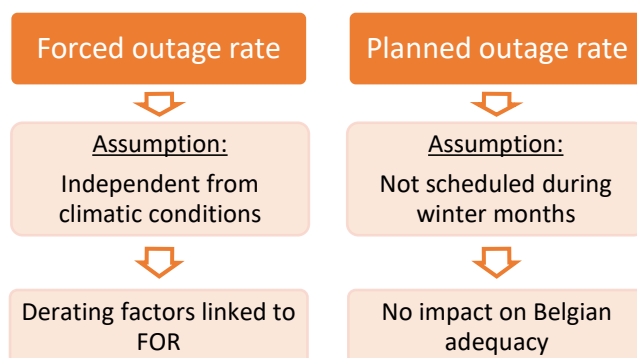 Forced outage rate
Assumption:
Independent from
climatic conditions
Derating factors linked to
FOR
Planned outage rate
Assumption:
Not scheduled during
winter months
No impact on Belgian
adequacy